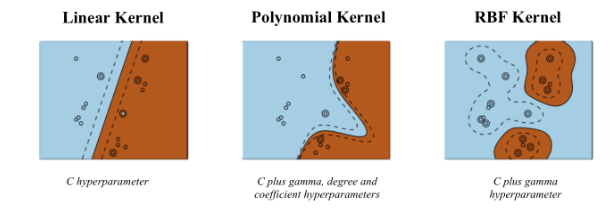 Linear Kernel
Polynomial Kernel
RBF Kernel
C hyperparameter
C plus gamma, degree and
coefficient hyperparameters
C plus gamma
hyperparameter